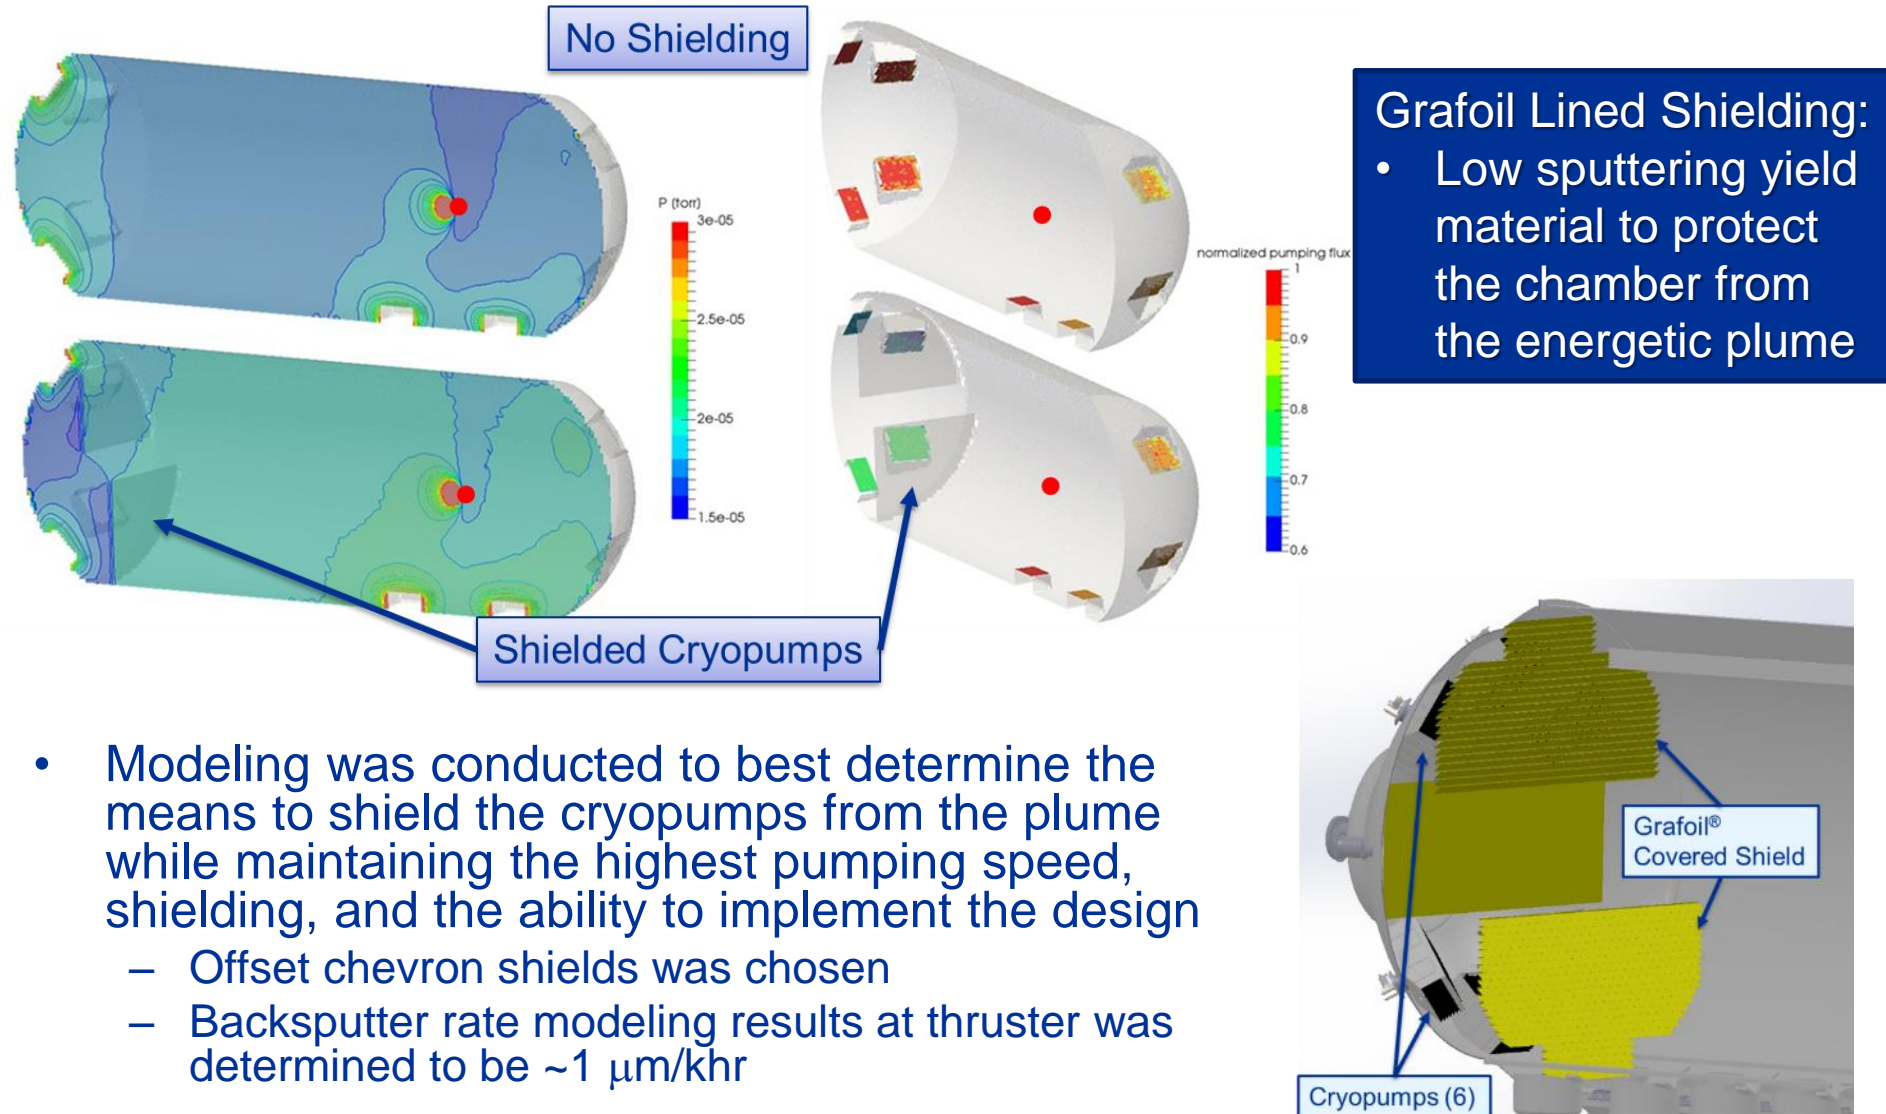 No Shielding
P (torr)
3e-05
2.5e-05
2e-05
1.5e-05
normalized pumping flux
1
0.9
0.8
0.7
0.6
Grafoil Lined Shielding:
• Low sputtering yield
material to protect
the chamber from
the energetic plume
Shielded Cryopumps
• Modeling was conducted to best determine the
means to shield the cryopumps from the plume
while maintaining the highest pumping speed,
shielding, and the ability to implement the design
– Offset chevron shields was chosen
– Backsputter rate modeling results at thruster was
determined to be ~1 μm/khr
Grafoil®
Covered Shield
Cryopumps (6)